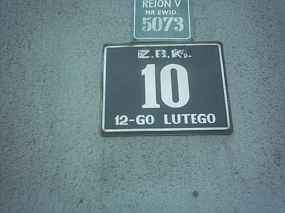 REJON V
NR EWID.
5073
Z.B.K.
10
12-GO LUTEGO